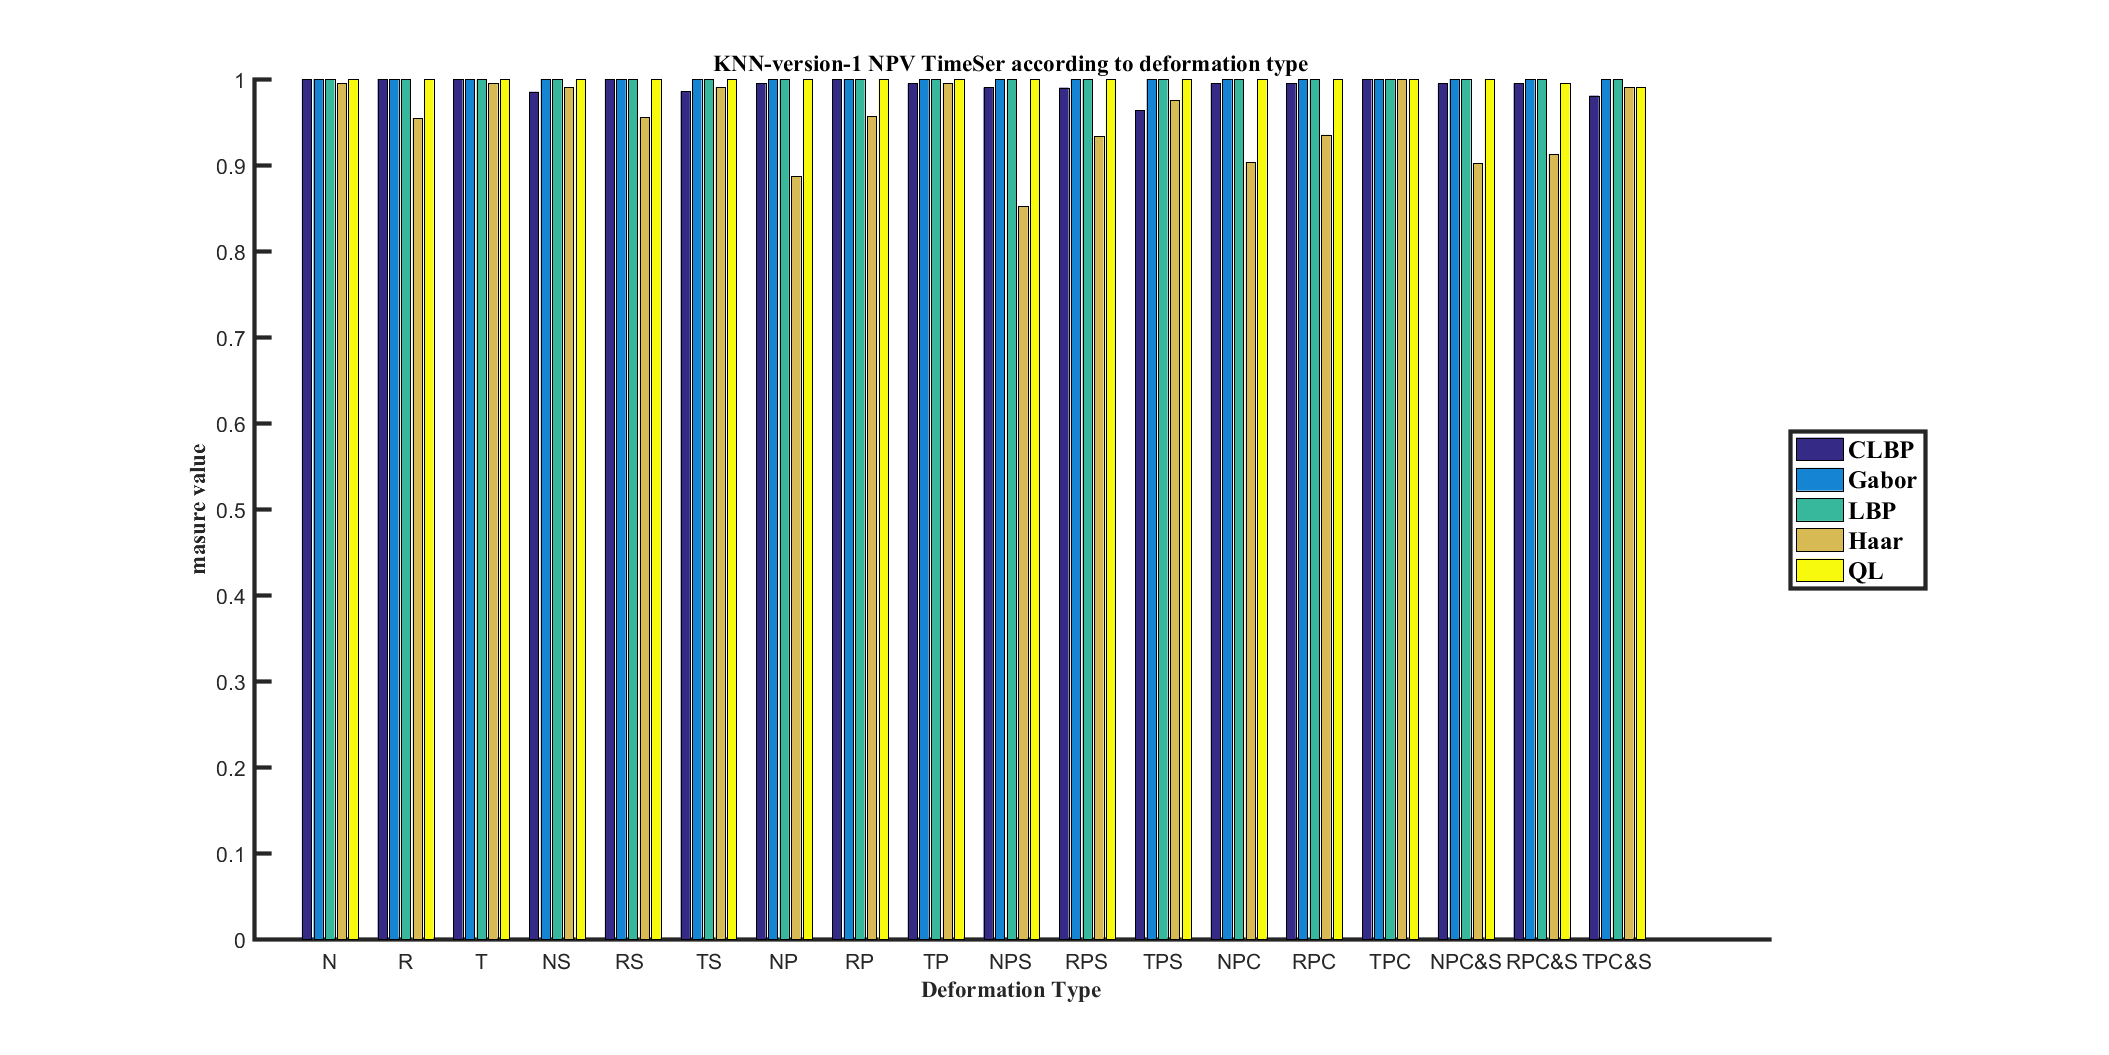 KNN-version-1 NPV TimeSer according to deformation type
1
0.9
0.8
0.7
0.6
0.5
0.4
0.3
0.2
0.1
0
masure value
N R T NS RS TS NP RP TP NPS RPS TPS NPC RPC TPC NPC&S RPC&S TPC&S
Deformation Type
CLBP
Gabor
LBP
Haar
QL